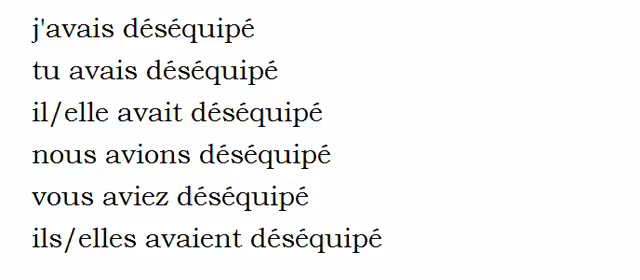 j'avais déséquipé
tu avais déséquipé
il/elle avait déséquipé
nous avions déséquipé
vous aviez déséquipé
ils/elles avaient déséquipé